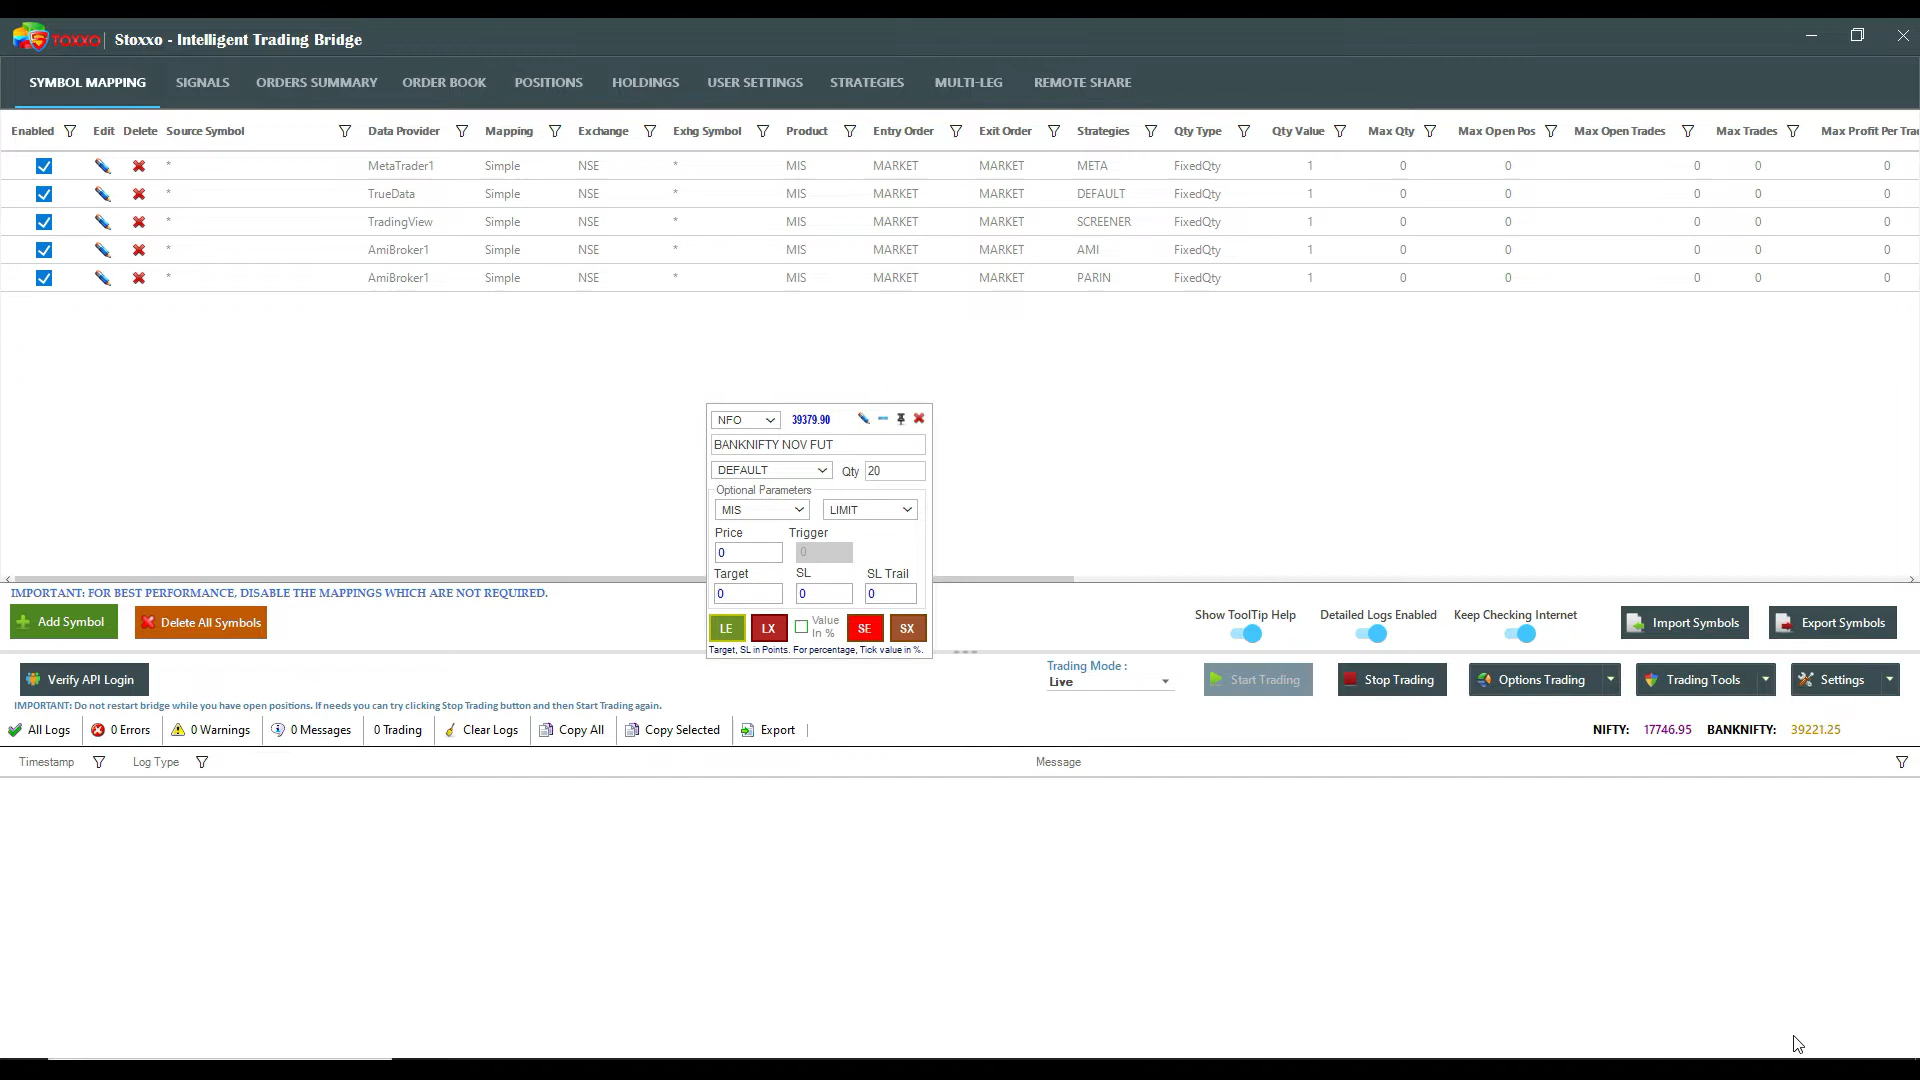 TOXXO
Stoxxo - Intelligent Trading Bridge
SYMBOL MAPPING SIGNALS ORDERS SUMMARY ORDER BOOK POSITIONS HOLDINGS USER SETTINGS STRATEGIES MULTI-LEG REMOTE SHARE
Enabled Edit Delete Source Symbol Data Provider Mapping Exchange Exhg Symbol Product Entry Order Exit Order Strategies Qty Type Qty Value Max Qty Max Open Pos Max Open Trades Max Trades Max Profit Per Trac
* MetaTrader1 Simple NSE * MIS MARKET MARKET META FixedQty 1 0 0 0 0 0
* TrueData Simple NSE * MIS MARKET MARKET DEFAULT FixedQty 1 0 0 0 0 0
* TradingView Simple NSE * MIS MARKET MARKET SCREENER FixedQty 1 0 0 0 0 0
* AmiBroker1 Simple NSE * MIS MARKET MARKET AMI FixedQty 1 0 0 0 0 0
* AmiBroker1 Simple NSE * MIS MARKET MARKET PARIN FixedQty 1 0 0 0 0 0
NFO 39379.90
BANKNIFTY NOV FUT
DEFAULT Qty 20
Optional Parameters
MIS LIMIT
Price Trigger
0 0
Target SL SL Trail
0 0 0
LE LX Value In % SE SX
Target, SL in Points. For percentage, Tick value in %.
IMPORTANT: FOR BEST PERFORMANCE, DISABLE THE MAPPINGS WHICH ARE NOT REQUIRED.
Add Symbol Delete All Symbols
Show ToolTip Help Detailed Logs Enabled Keep Checking Internet Import Symbols Export Symbols
Verify API Login
Trading Mode :
Live
Start Trading Stop Trading Options Trading Trading Tools Settings
IMPORTANT: Do not restart bridge while you have open positions. If needs you can try clicking Stop Trading button and then Start Trading again.
All Logs 0 Errors 0 Warnings 0 Messages 0 Trading Clear Logs Copy All Copy Selected Export
NIFTY: 17746.95 BANKNIFTY: 39221.25
Timestamp Log Type Message